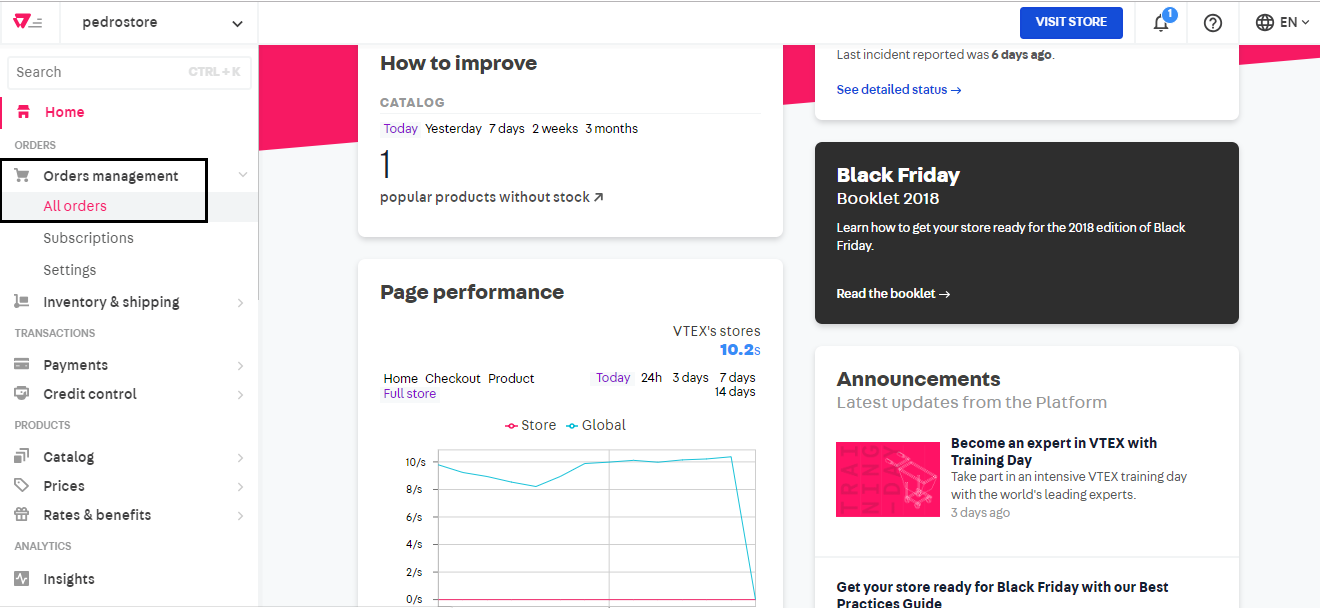 pedrostore
VISIT STORE
1
EN
Search
CTRL + K
Home
ORDERS
Orders management
All orders
Subscriptions
Settings
Inventory & shipping
TRANSACTIONS
Payments
Credit control
PRODUCTS
Catalog
Prices
Rates & benefits
ANALYTICS
Insights
How to improve
CATALOG
Today Yesterday 7 days 2 weeks 3 months
1
popular products without stock
Page performance
VTEX's stores
10.2s
Home Checkout Product
Full store
Today 24h 3 days 7 days
14 days
Store Global
10/s
8/s
6/s
4/s
2/s
0/s
Last incident reported was 6 days ago.
See detailed status →
Black Friday
Booklet 2018
Learn how to get your store ready for the 2018 edition of Black
Friday.
Read the booklet →
Announcements
Latest updates from the Platform
TRAI
NING
-DAY
Become an expert in VTEX with
Training Day
Take part in an intensive VTEX training day
with the world's leading experts.
3 days ago
Get your store ready for Black Friday with our Best
Practices Guide